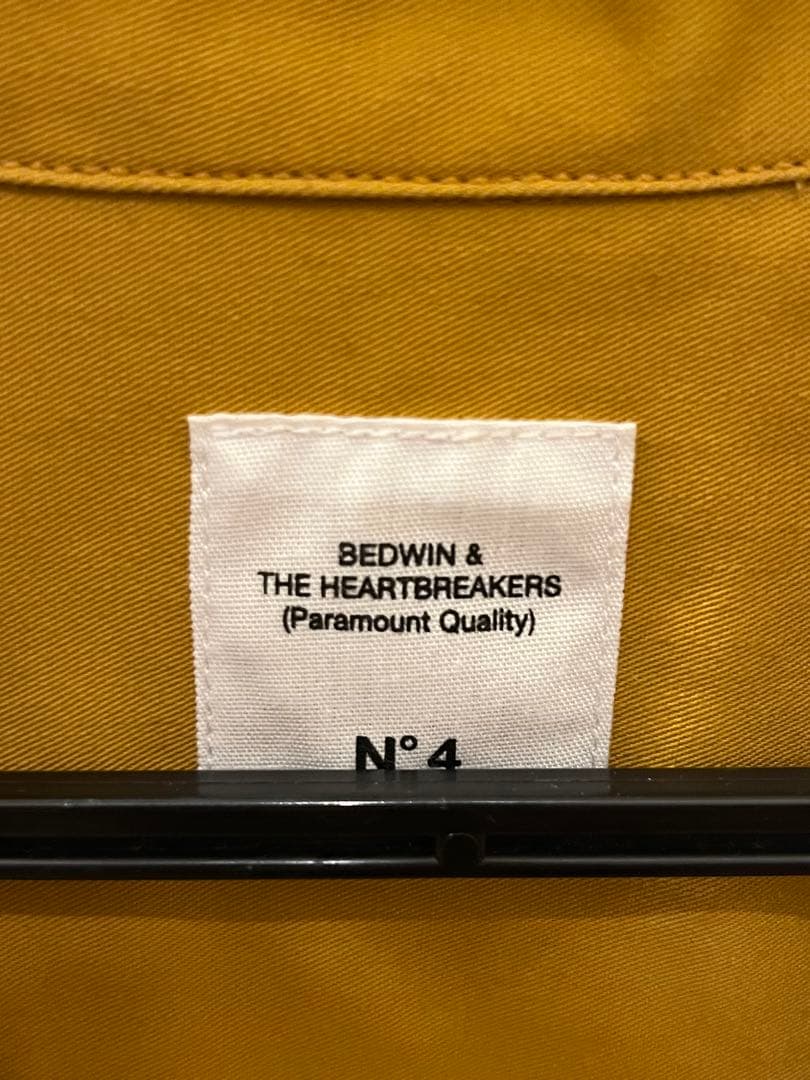 BEDWIN &
THE HEARTBREAKERS
(Paramount Quality)
N° 4